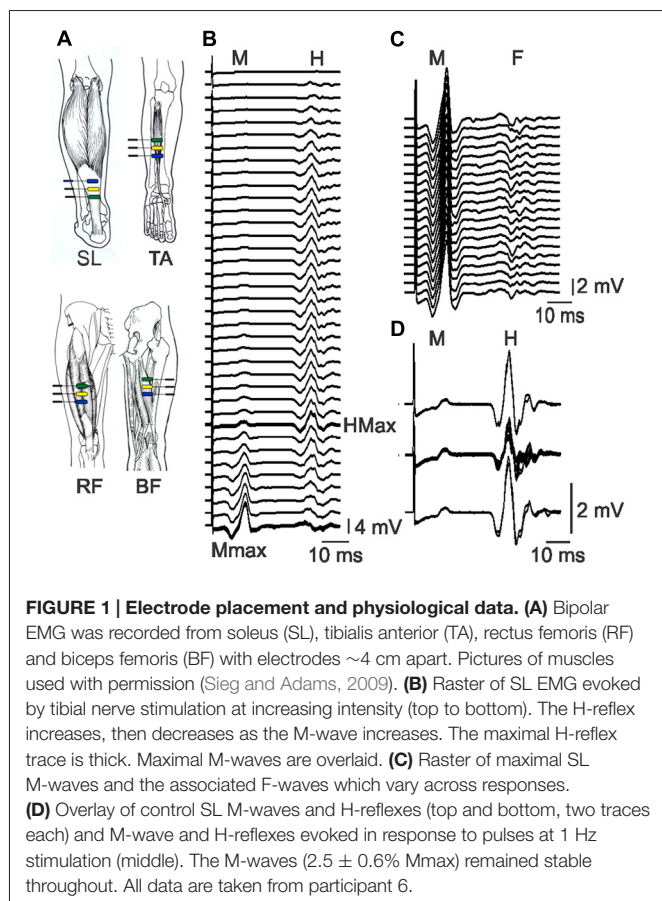 A
B
C
M H
M F
SL TA
2 mV
10 ms
D
M H
HMax
RF BF
4 mV
2 mV
Mmax
10 ms
10 ms
FIGURE 1 | Electrode placement and physiological data. (A) Bipolar
EMG was recorded from soleus (SL), tibialis anterior (TA), rectus femoris (RF)
and biceps femoris (BF) with electrodes ∼4 cm apart. Pictures of muscles
used with permission (Sieg and Adams, 2009). (B) Raster of SL EMG evoked
by tibial nerve stimulation at increasing intensity (top to bottom). The H-reflex
increases, then decreases as the M-wave increases. The maximal H-reflex
trace is thick. Maximal M-waves are overlaid. (C) Raster of maximal SL
M-waves and the associated F-waves which vary across responses.
(D) Overlay of control SL M-waves and H-reflexes (top and bottom, two traces
each) and M-wave and H-reflexes evoked in response to pulses at 1 Hz
stimulation (middle). The M-waves (2.5 ± 0.6% Mmax) remained stable
throughout. All data are taken from participant 6.